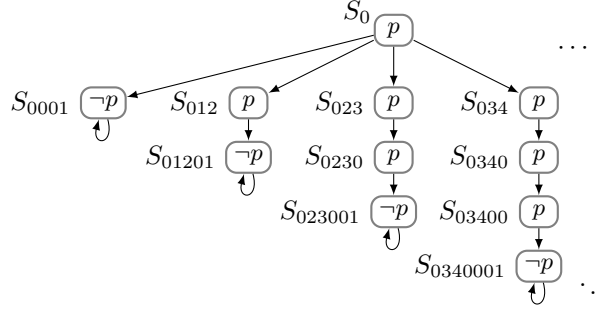 S₀ p ...
S₀₀₀₁ ¬p S₀₁₂ p S₀₂₃ p S₀₃₄ p
S₀₁₂₀₁ ¬p S₀₂₃₀ p S₀₃₄₀ p
S₀₂₃₀₀₁ ¬p S₀₃₄₀₀ p
S₀₃₄₀₀₀₁ ¬p ⋱